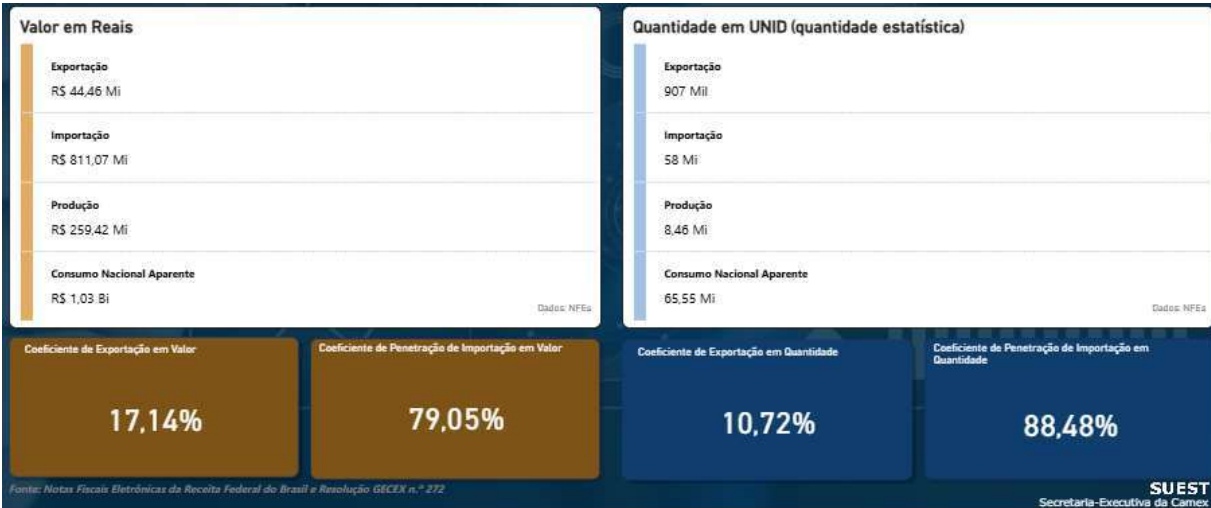 Valor em Reais
Exportação
R$ 44,46 Mi
Importação
R$ 811,07 Mi
Produção
R$ 259,42 Mi
Consumo Nacional Aparente
R$ 1,03 Bi
Dados: NFEs
Quantidade em UNID (quantidade estatística)
Exportação
907 Mil
Importação
58 Mi
Produção
8,46 Mi
Consumo Nacional Aparente
65,55 Mi
Dados: NFEs
Coeficiente de Exportação em Valor
17,14%
Coeficiente de Penetração de Importação em Valor
79,05%
Coeficiente de Exportação em Quantidade
10,72%
Coeficiente de Penetração de Importação em
Quantidade
88,48%
Fonte: Notas Fiscais Eletrônicas da Receita Federal do Brasil e Resolução GECEX n.º 272
SUEST
Secretaria-Executiva da Camex